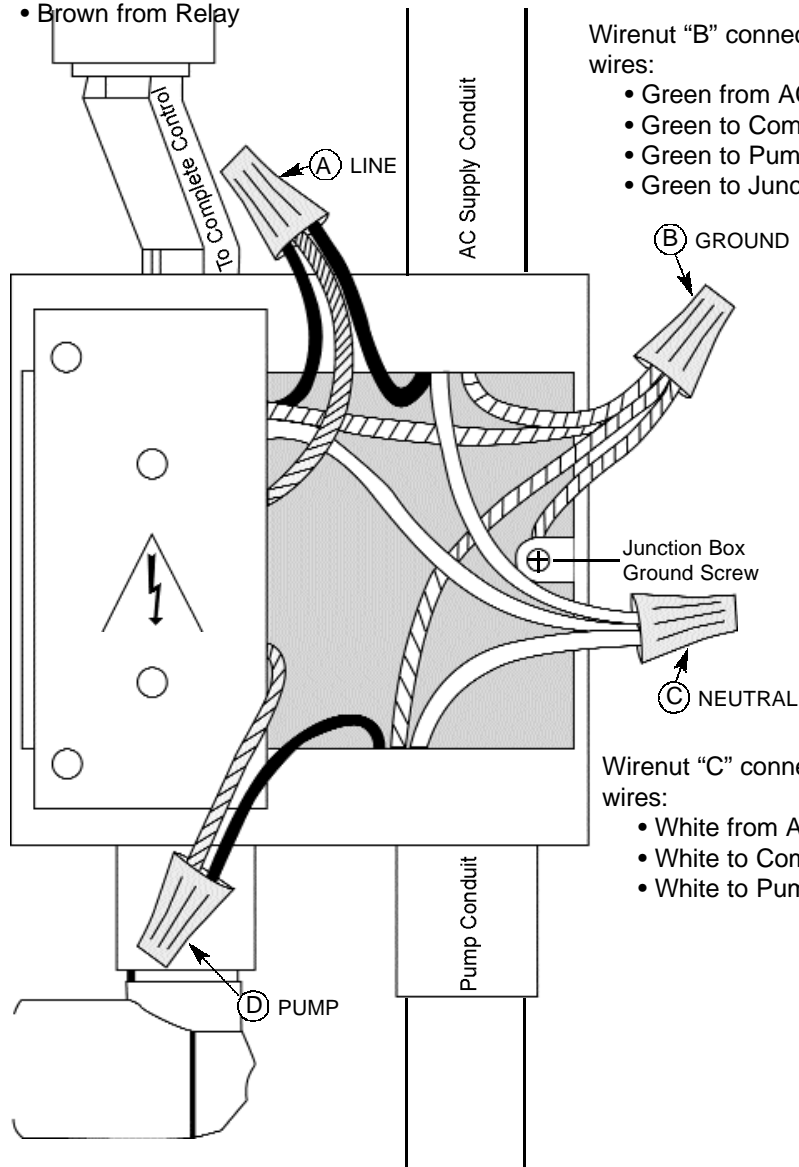 • Brown from Relay
Wirenut “B” connec
wires:
• Green from AC
• Green to Com
• Green to Pum
• Green to Junc
To Complete Control
A LINE
AC Supply Conduit
B GROUND
Junction Box
Ground Screw
C NEUTRAL
Wirenut “C” conne
wires:
• White from A
• White to Con
• White to Pum
Pump Conduit
D PUMP